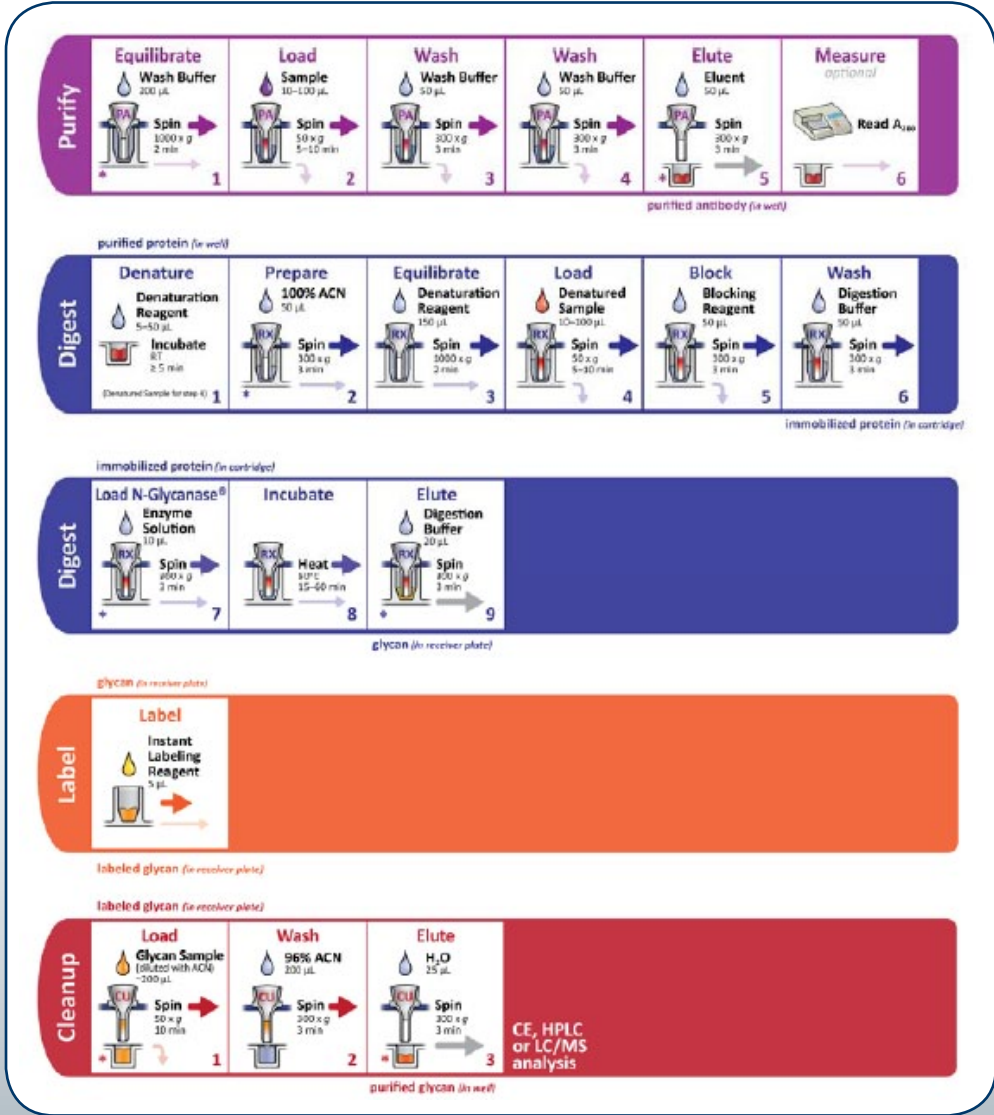 Purify
Equilibrate
Wash Buffer
200 µL
PA
Spin
1000 x g
2 min
*
1
Load
Sample
10–100 µL
PA
Spin
50 x g
5–10 min
2
Wash
Wash Buffer
50 µL
PA
Spin
300 x g
3 min
3
Wash
Wash Buffer
50 µL
PA
Spin
300 x g
3 min
4
Elute
Eluent
50 µL
PA
Spin
300 x g
3 min
*
5
Measure
optional
Read A280
6
purified antibody (in well)
purified protein (in well)
Digest
Denature
Denaturation
Reagent
5–50 µL
Incubate
RT
≥ 5 min
(Denatured Sample for step 4)
1
Prepare
100% ACN
50 µL
RX
Spin
300 x g
3 min
*
2
Equilibrate
Denaturation
Reagent
150 µL
RX
Spin
1000 x g
2 min
3
Load
Denatured
Sample
10–100 µL
RX
Spin
50 x g
5–10 min
4
Block
Blocking
Reagent
50 µL
RX
Spin
300 x g
3 min
5
Wash
Digestion
Buffer
50 µL
RX
Spin
300 x g
3 min
6
immobilized protein (in cartridge)
immobilized protein (in cartridge)
Digest
Load N-Glycanase®
Enzyme
Solution
10 µL
RX
Spin
3 min
*
7
Incubate
RX
Heat
50°C
15–60 min
8
Elute
Digestion
Buffer
20 µL
RX
Spin
300 x g
3 min
*
9
glycan (in receiver plate)
glycan (in receiver plate)
Label
Label
Instant
Labeling
Reagent
5 µL
labeled glycan (in receiver plate)
labeled glycan (in receiver plate)
Cleanup
Load
Glycan Sample
(diluted with ACN)
~200 µL
CU
Spin
50 x g
10 min
*
1
Wash
96% ACN
200 µL
CU
Spin
300 x g
3 min
2
Elute
H2O
25 µL
CU
Spin
300 x g
3 min
*
3
CE, HPLC
or LC/MS
analysis
purified glycan (in well)